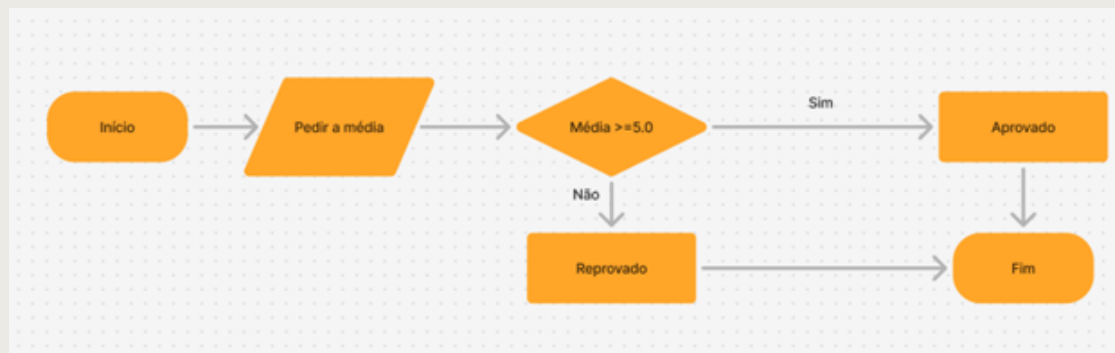 Início
Pedir a média
Média >=5.0
Sim
Aprovado
Não
Reprovado
Fim